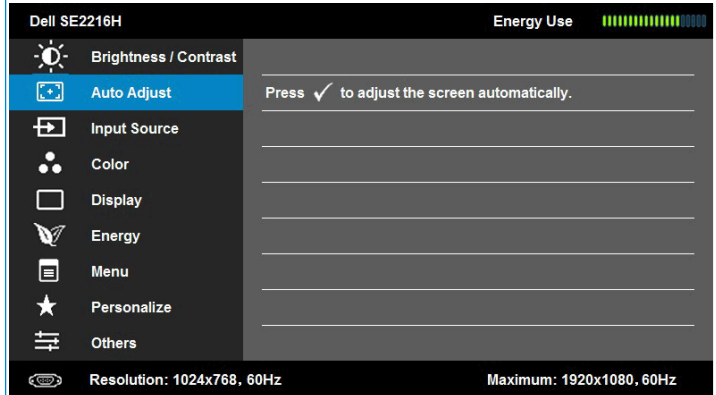 Dell SE2216H Energy Use
Brightness / Contrast
Auto Adjust Press ✓ to adjust the screen automatically.
Input Source
Color
Display
Energy
Menu
Personalize
Others
Resolution: 1024x768, 60Hz Maximum: 1920x1080, 60Hz